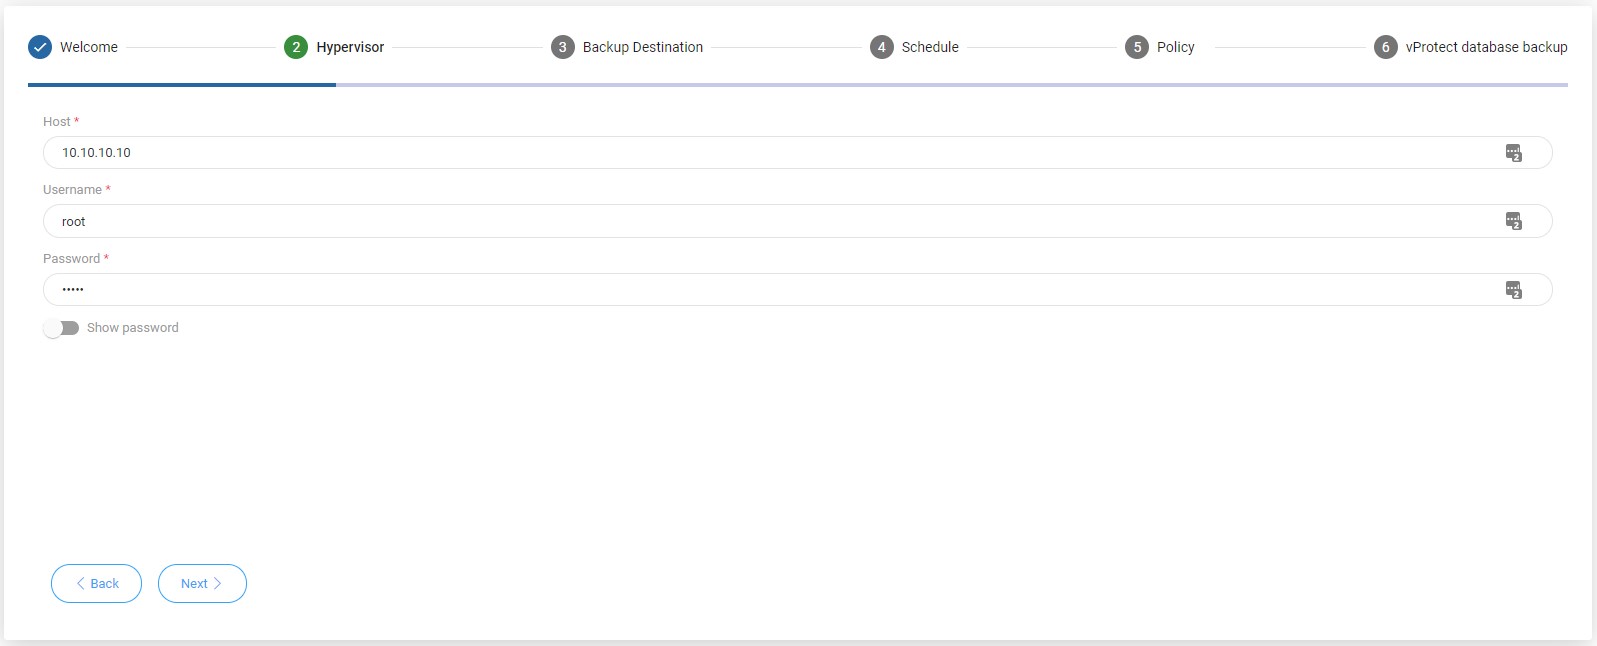 Welcome
2 Hypervisor
3 Backup Destination
4 Schedule
5 Policy
6 vProtect database backup
Host *
10.10.10.10
Username *
root
Password *
•••••
Show password
Back
Next